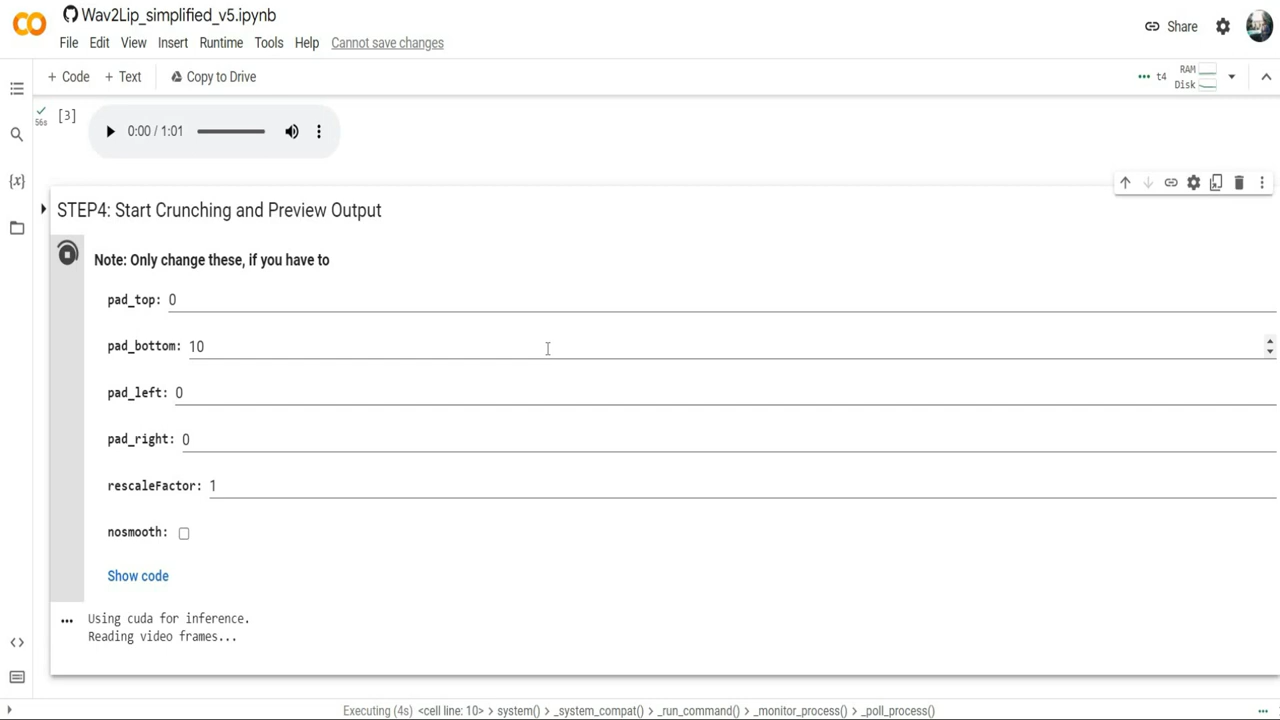 Wav2Lip_simplified_v5.ipynb
File Edit View Insert Runtime Tools Help Cannot save changes
Share
+ Code + Text Copy to Drive
t4 RAM
Disk
[3] 0:00 / 1:01
56s
{x}
STEP4: Start Crunching and Preview Output
Note: Only change these, if you have to
pad_top: 0
pad_bottom: 10
pad_left: 0
pad_right: 0
rescaleFactor: 1
nosmooth:
Show code
... Using cuda for inference.
Reading video frames...
Executing (4s) <cell line: 10> > system() > _system_compat() > _run_command() > _monitor_process() > _poll_process()